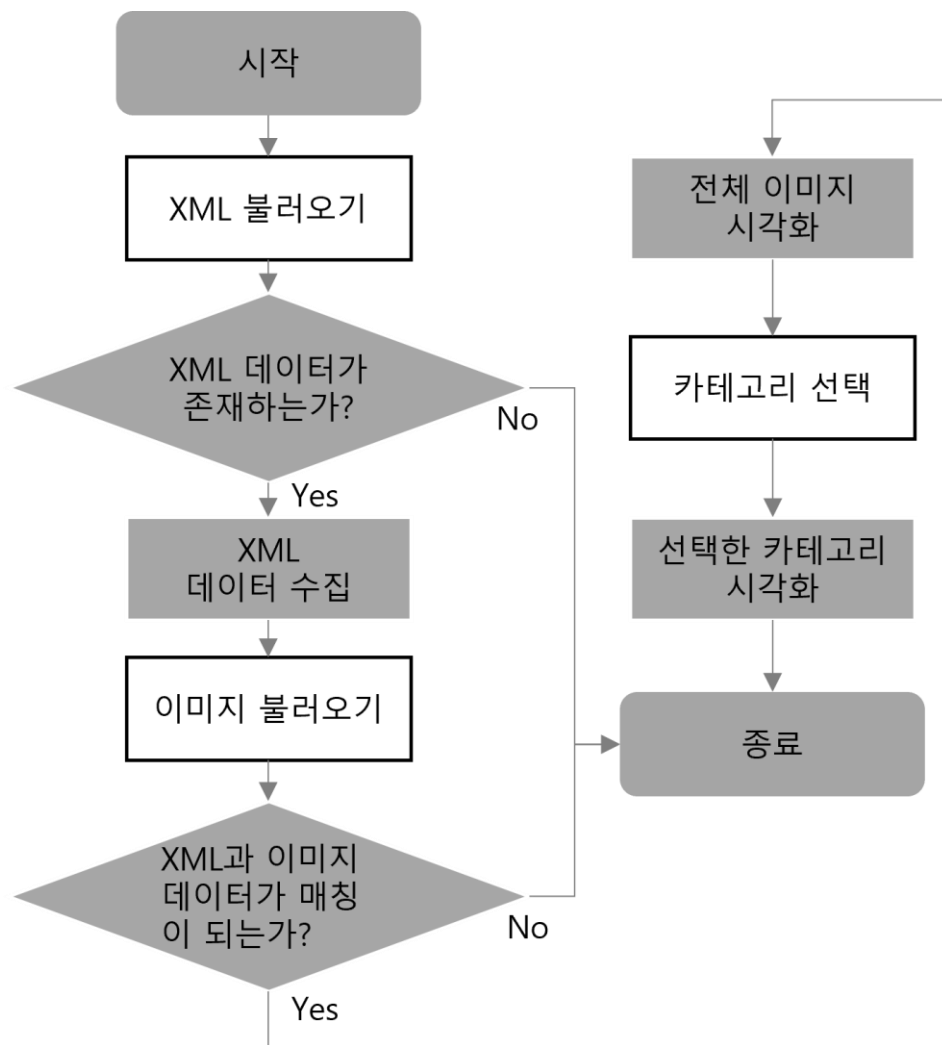 시작
XML 불러오기
XML 데이터가
존재하는가?
No
Yes
XML
데이터 수집
이미지 불러오기
XML과 이미지
데이터가 매칭
이 되는가?
No
Yes
전체 이미지
시각화
카테고리 선택
선택한 카테고리
시각화
종료